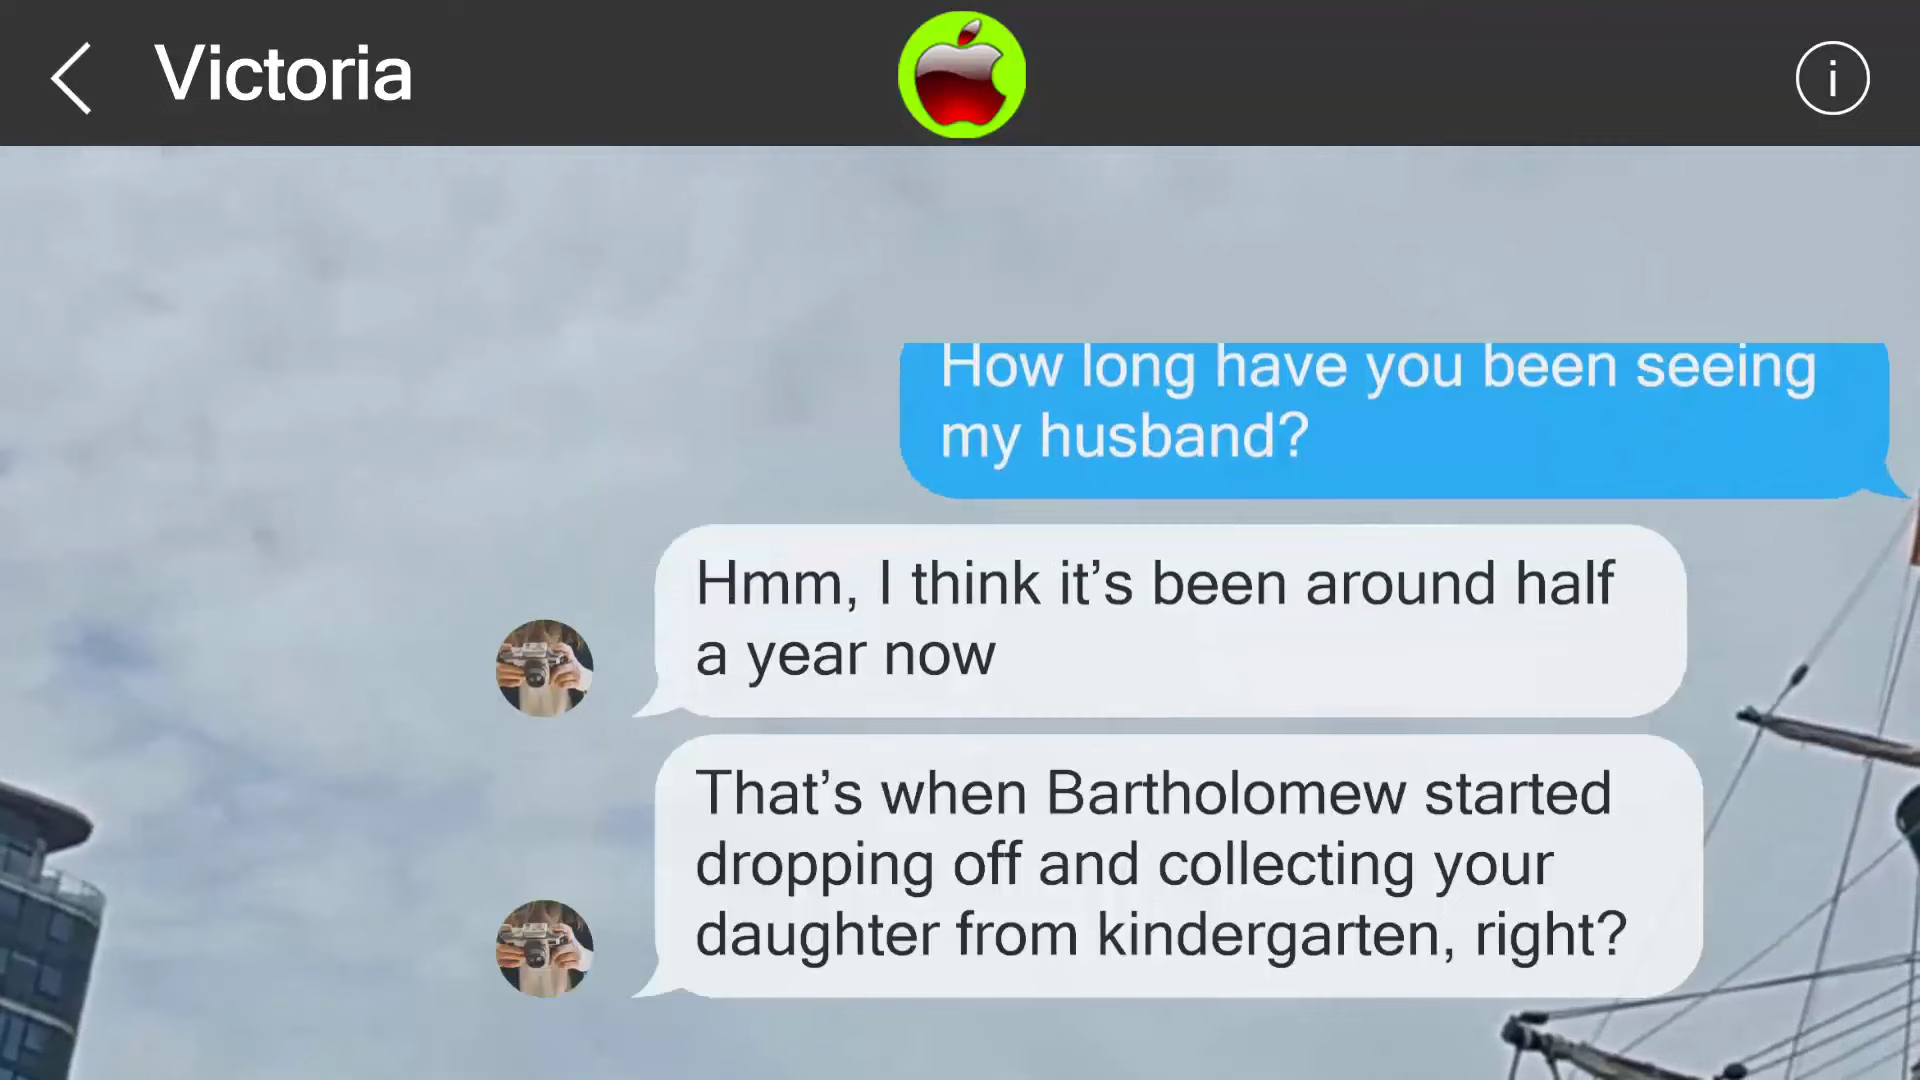 Victoria
i
How long have you been seeing
my husband?
Hmm, I think it’s been around half
a year now
That’s when Bartholomew started
dropping off and collecting your
daughter from kindergarten, right?